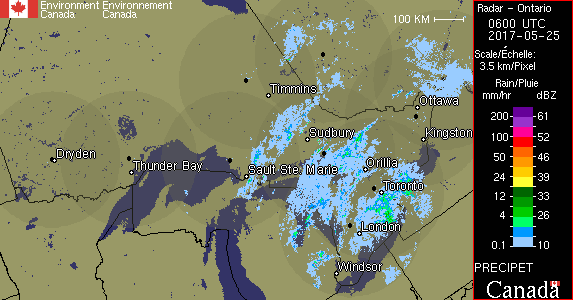 Environment Environnement
Canada Canada
100 KM
Timmins
Ottawa
Sudbury
Kingston
Dryden
Thunder Bay
Sault Ste. Marie
Orillia
Toronto
London
Windsor
Radar - Ontario
0600 UTC
2017-05-25
Scale/Échelle:
3.5 km/Pixel
Rain/Pluie
mm/hr dBZ
200 61
100 52
50 46
24 39
12 33
4 26
0.1 10
PRECIPET
Canada